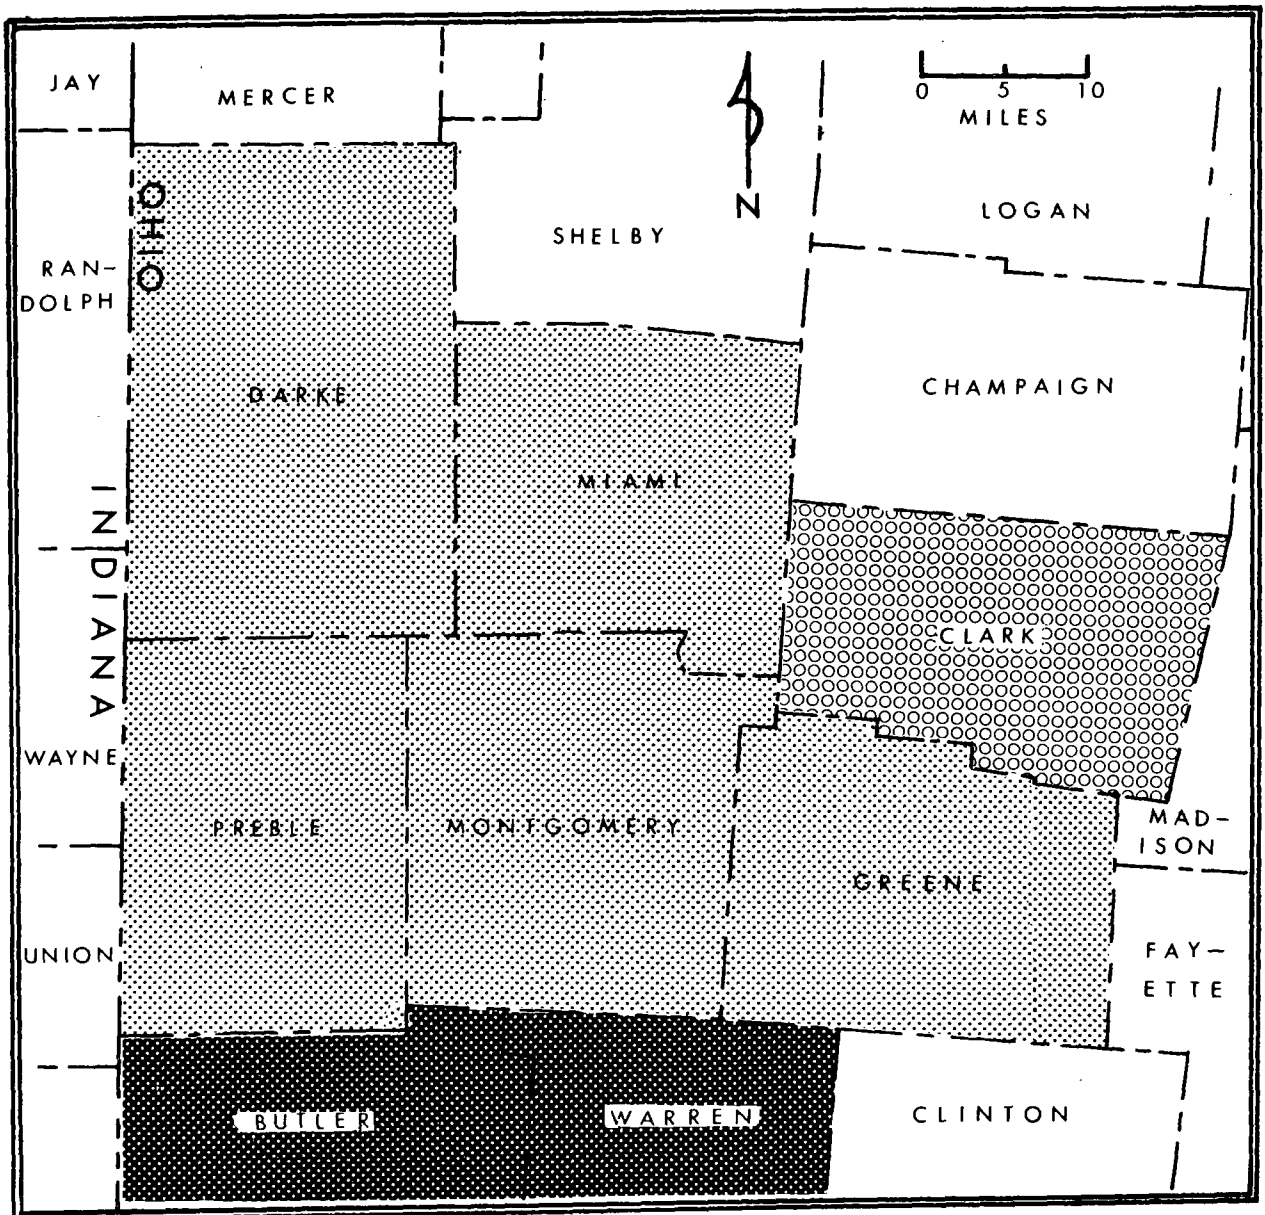 JAY
MERCER
0 5 10
MILES
OHIO
N
LOGAN
SHELBY
RAN-
DOLPH
DARKE
CHAMPAIGN
MIAMI
INDIANA
CLARK
WAYNE
PREBLE
MONTGOMERY
MAD-
ISON
GREENE
UNION
FAY-
ETTE
BUTLER
WARREN
CLINTON